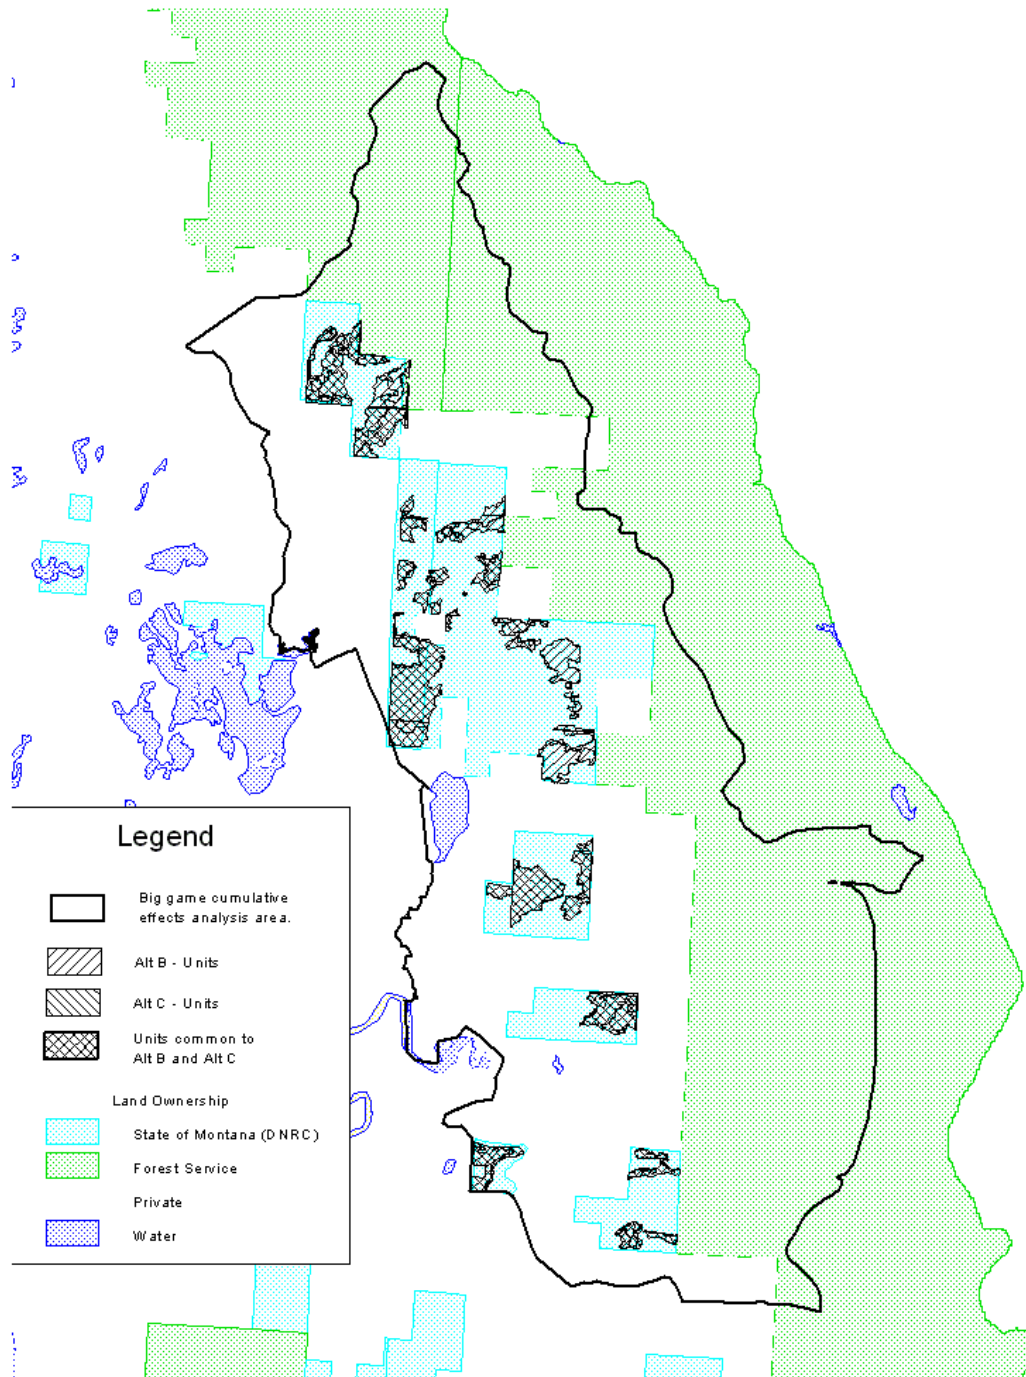 Legend
Big game cumulative
effects analysis area.
Alt B - Units
Alt C - Units
Units common to
Alt B and Alt C
Land Ownership
State of Montana (DNRC)
Forest Service
Private
Water